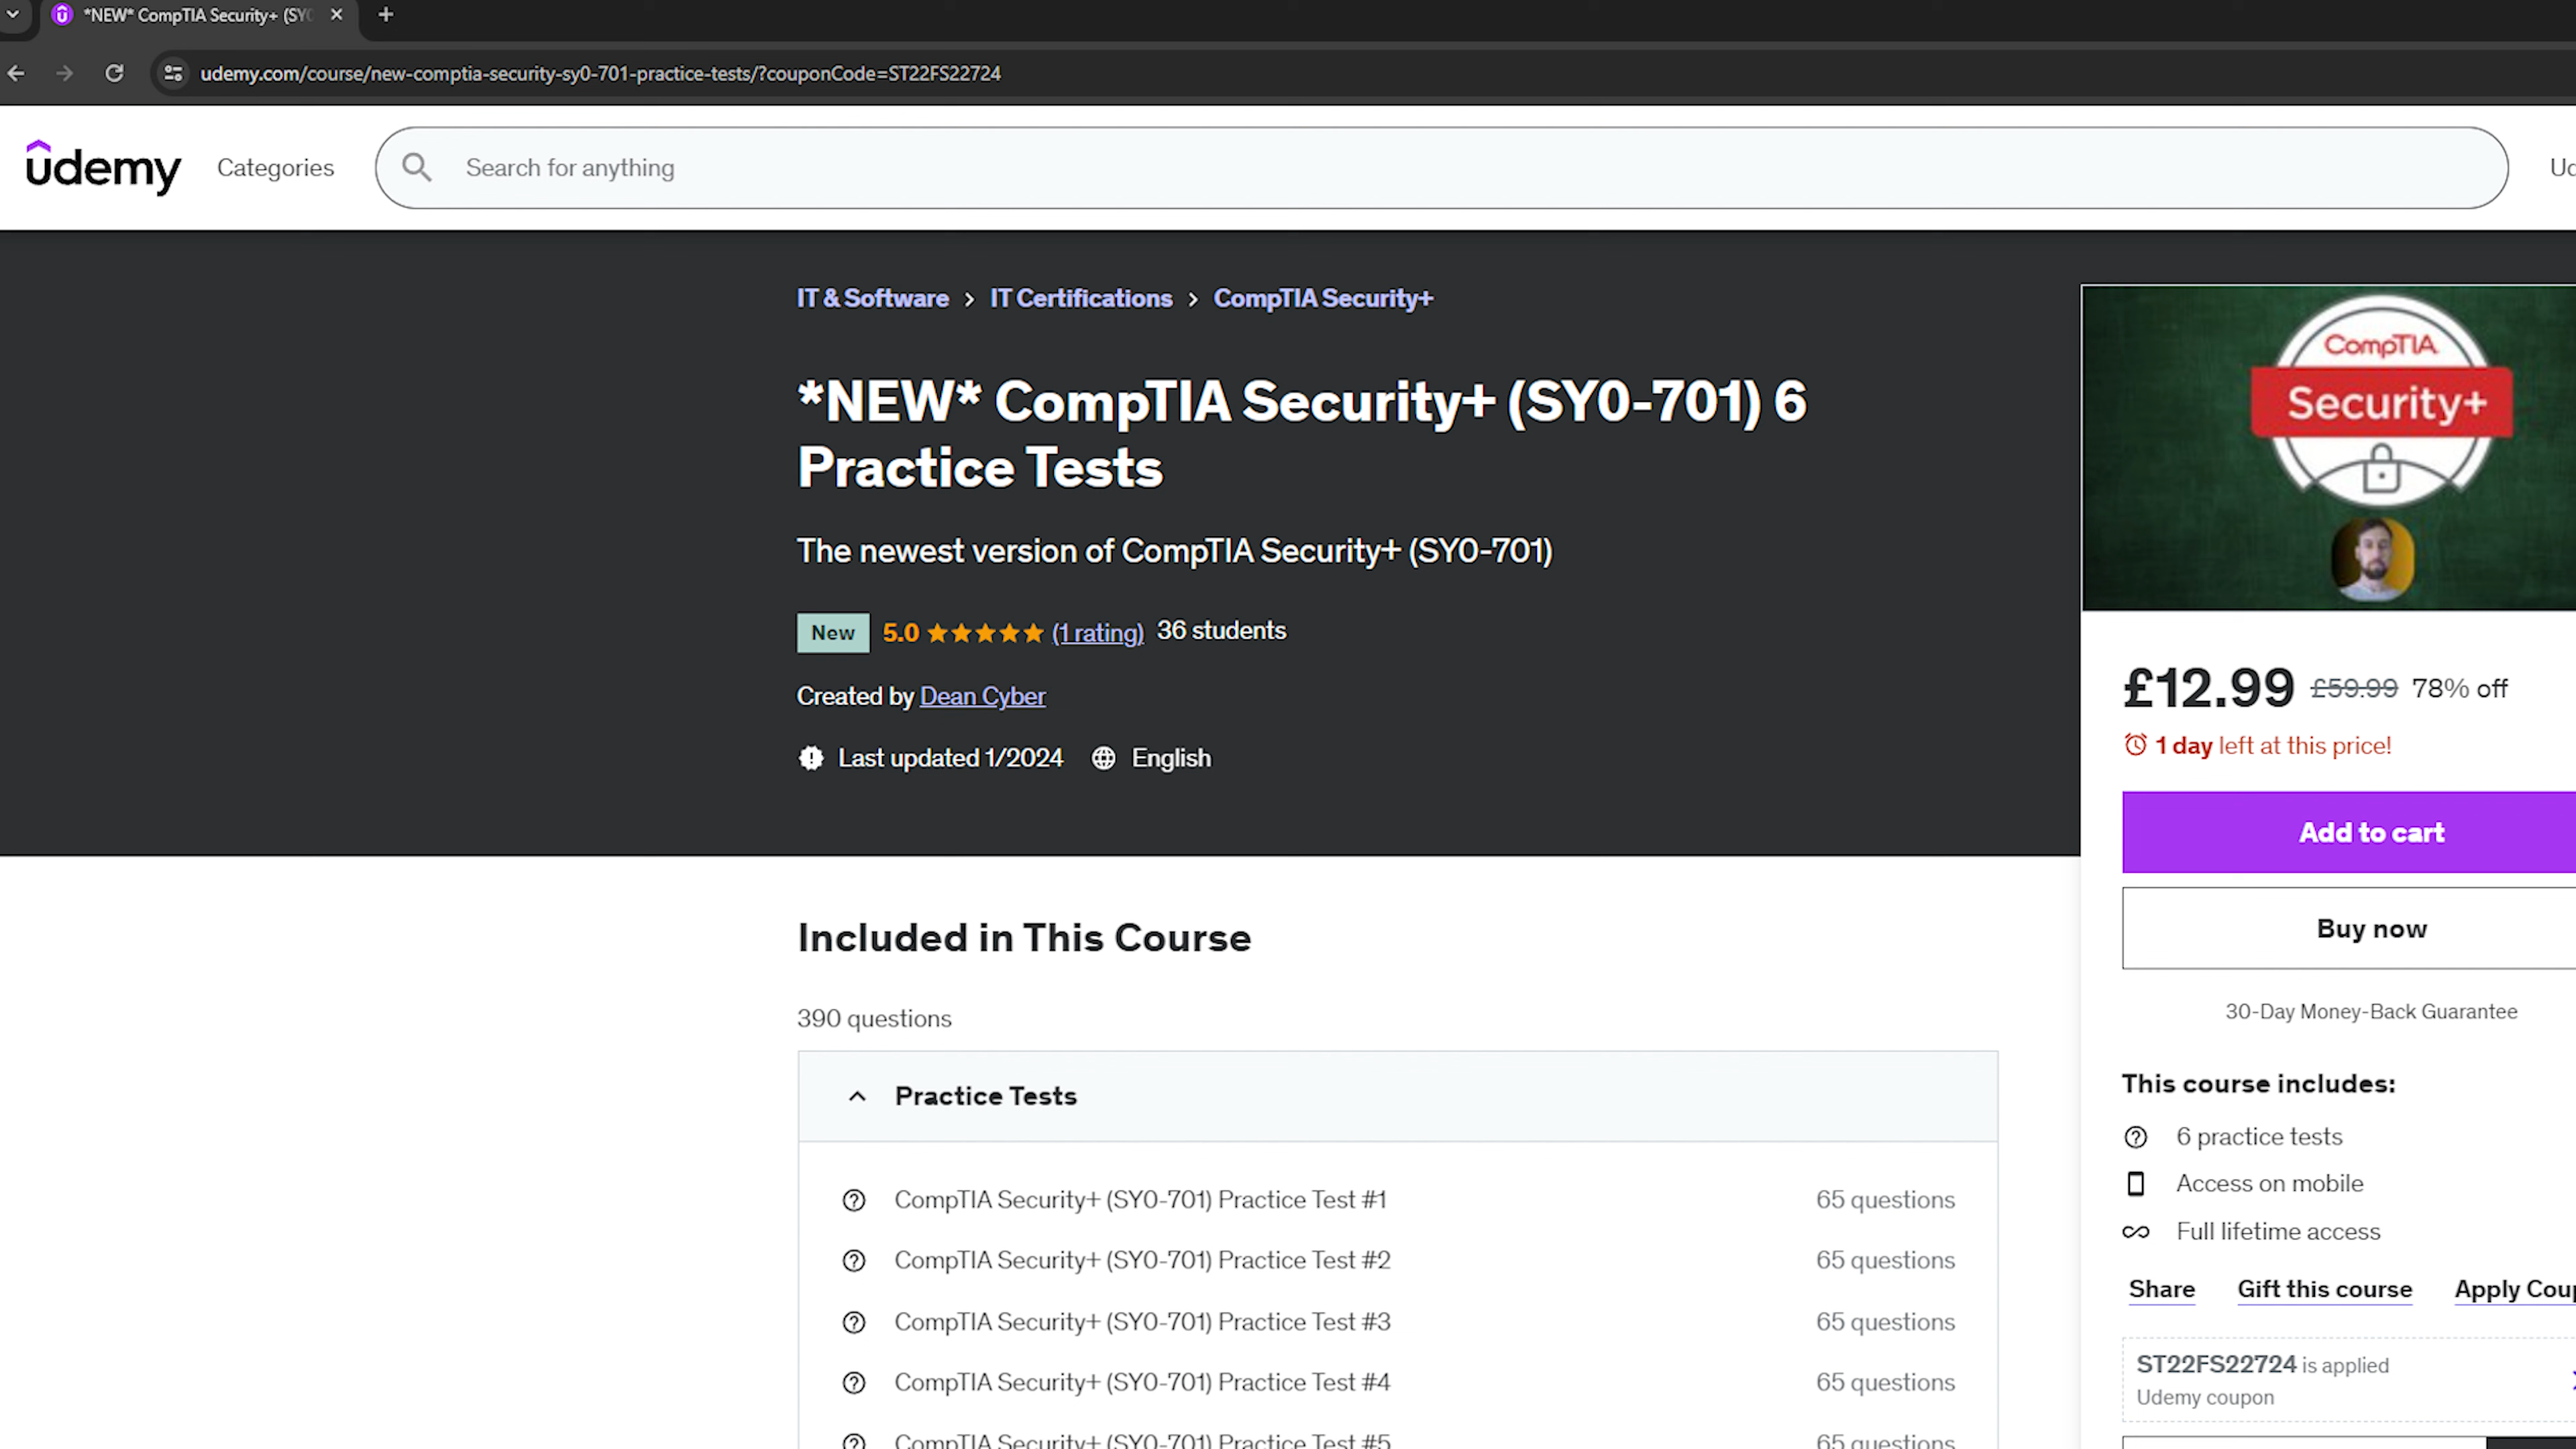 *NEW* CompTIA Security+ (SY
udemy.com/course/new-comptia-security-sy0-701-practice-tests/?couponCode=ST22FS22724
udemy
Categories
Search for anything
IT & Software > IT Certifications > CompTIA Security+
*NEW* CompTIA Security+ (SY0-701) 6
Practice Tests
The newest version of CompTIA Security+ (SY0-701)
New 5.0 (1 rating) 36 students
Created by Dean Cyber
Last updated 1/2024 English
CompTIA
Security+
£12.99 £59.99 78% off
1 day left at this price!
Add to cart
Buy now
30-Day Money-Back Guarantee
This course includes:
6 practice tests
Access on mobile
Full lifetime access
Share Gift this course Apply Coup
ST22FS22724 is applied
Udemy coupon
Included in This Course
390 questions
Practice Tests
CompTIA Security+ (SY0-701) Practice Test #1 65 questions
CompTIA Security+ (SY0-701) Practice Test #2 65 questions
CompTIA Security+ (SY0-701) Practice Test #3 65 questions
CompTIA Security+ (SY0-701) Practice Test #4 65 questions
CompTIA Security+ (SY0-701) Practice Test #5 65 questions